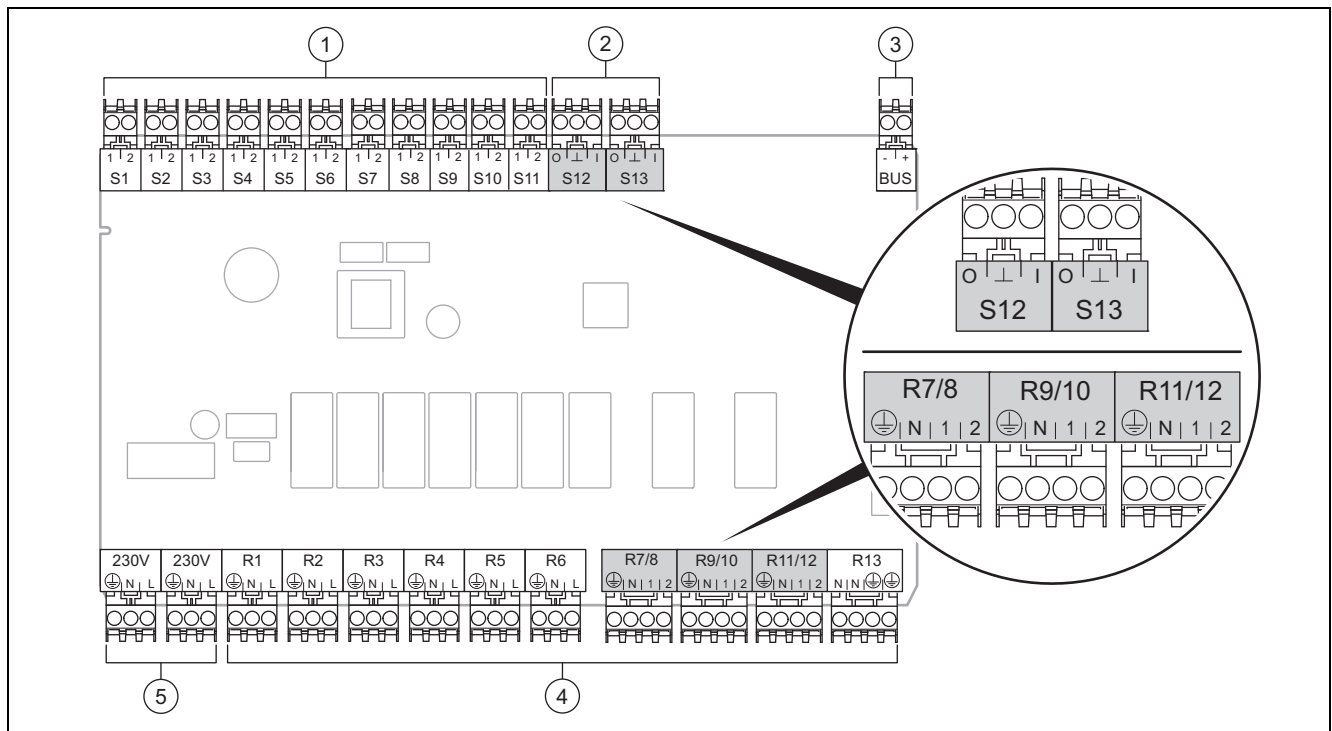 1 2 3
1 2 1 2 1 2 1 2 1 2 1 2 1 2 1 2 1 2 1 2 1 2 O ⊥ I O ⊥ I - +
S1 S2 S3 S4 S5 S6 S7 S8 S9 S10 S11 S12 S13 BUS
O ⊥ I O ⊥ I
S12 S13
R7/8 R9/10 R11/12
N 1 2 N 1 2 N 1 2
230V 230V R1 R2 R3 R4 R5 R6 R7/8 R9/10 R11/12 R13
N L N L N L N L N L N L N L N L N 1 2 N 1 2 N 1 2 N N
5 4